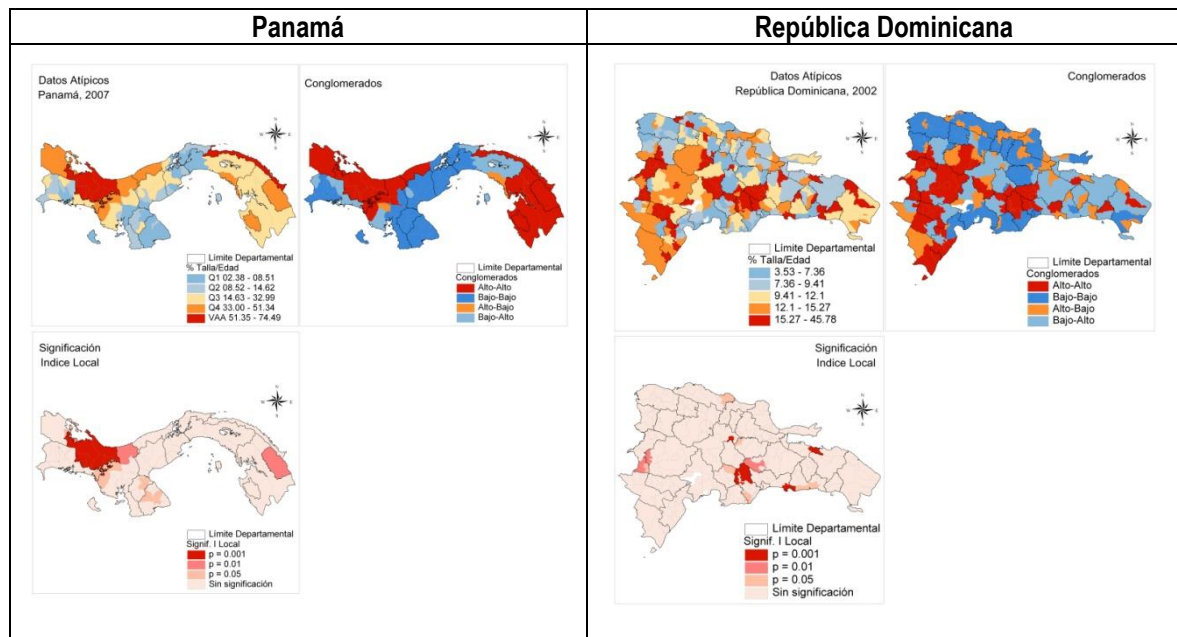 Panamá
República Dominicana
Datos Atípicos
Panamá, 2007
Conglomerados
N
W
E
S
N
W
E
S
Límite Departamental
% Talla/Edad
Q1 02.38 - 08.51
Q2 08.52 - 14.62
Q3 14.63 - 32.99
Q4 33.00 - 51.34
VAA 51.35 - 74.49
Límite Departamental
Conglomerados
Alto-Alto
Bajo-Bajo
Alto-Bajo
Bajo-Alto
Significación
Indice Local
N
W
E
S
Límite Departamental
Signif. I Local
p = 0.001
p = 0.01
p = 0.05
Sin significación
Datos Atípicos
República Dominicana, 2002
Conglomerados
N
W
E
S
N
W
E
S
Límite Departamental
% Talla/Edad
3.53 - 7.36
7.36 - 9.41
9.41 - 12.1
12.1 - 15.27
15.27 - 45.78
Límite Departamental
Conglomerados
Alto-Alto
Bajo-Bajo
Alto-Bajo
Bajo-Alto
Significación
Indice Local
N
W
E
S
Límite Departamental
Signif. I Local
p = 0.001
p = 0.01
p = 0.05
Sin significación